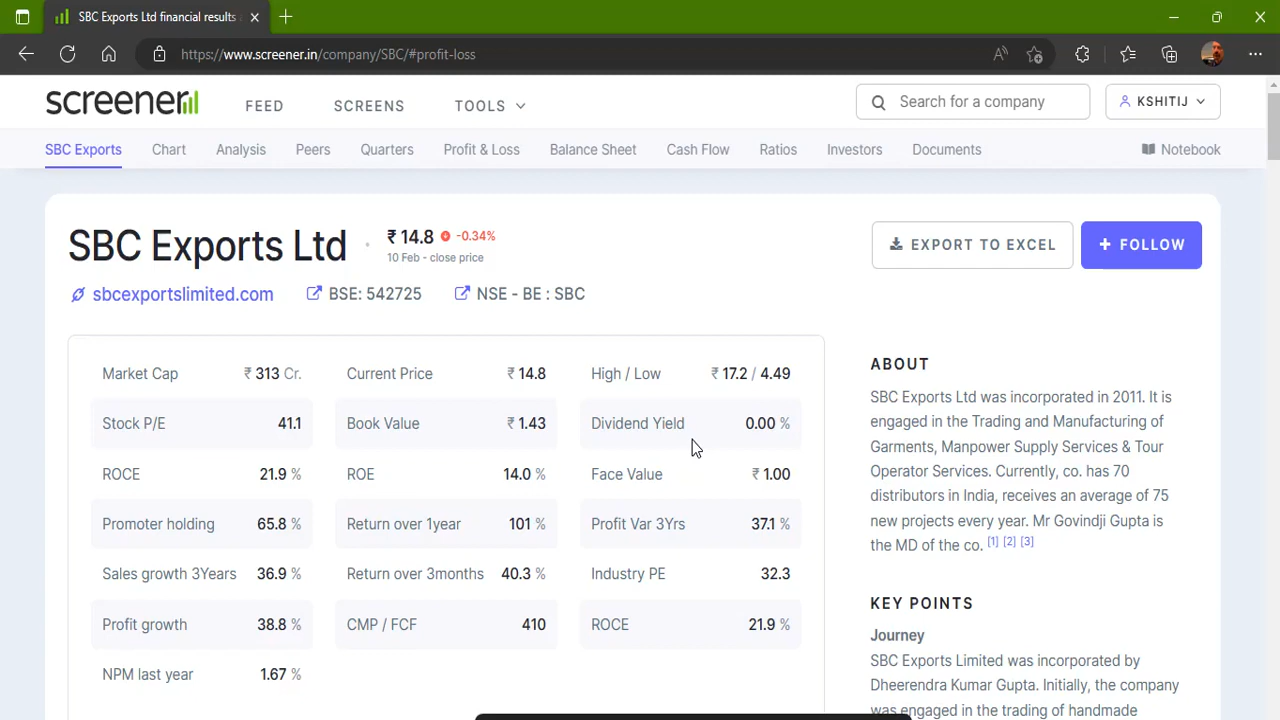 SBC Exports Ltd financial results
https://www.screener.in/company/SBC/#profit-loss
screener
FEED
SCREENS
TOOLS
Search for a company
KSHITIJ
SBC Exports
Chart
Analysis
Peers
Quarters
Profit & Loss
Balance Sheet
Cash Flow
Ratios
Investors
Documents
Notebook
SBC Exports Ltd
₹ 14.8 -0.34%
10 Feb - close price
EXPORT TO EXCEL
+ FOLLOW
sbcexportslimited.com
BSE: 542725
NSE - BE : SBC
Market Cap ₹ 313 Cr.
Current Price ₹ 14.8
High / Low ₹ 17.2 / 4.49
Stock P/E 41.1
Book Value ₹ 1.43
Dividend Yield 0.00 %
ROCE 21.9 %
ROE 14.0 %
Face Value ₹ 1.00
Promoter holding 65.8 %
Return over 1year 101 %
Profit Var 3Yrs 37.1 %
Sales growth 3Years 36.9 %
Return over 3months 40.3 %
Industry PE 32.3
Profit growth 38.8 %
CMP / FCF 410
ROCE 21.9 %
NPM last year 1.67 %
ABOUT
SBC Exports Ltd was incorporated in 2011. It is
engaged in the Trading and Manufacturing of
Garments, Manpower Supply Services & Tour
Operator Services. Currently, co. has 70
distributors in India, receives an average of 75
new projects every year. Mr Govindji Gupta is
the MD of the co. [1] [2] [3]
KEY POINTS
Journey
SBC Exports Limited was incorporated by
Dheerendra Kumar Gupta. Initially, the company
was engaged in the trading of handmade